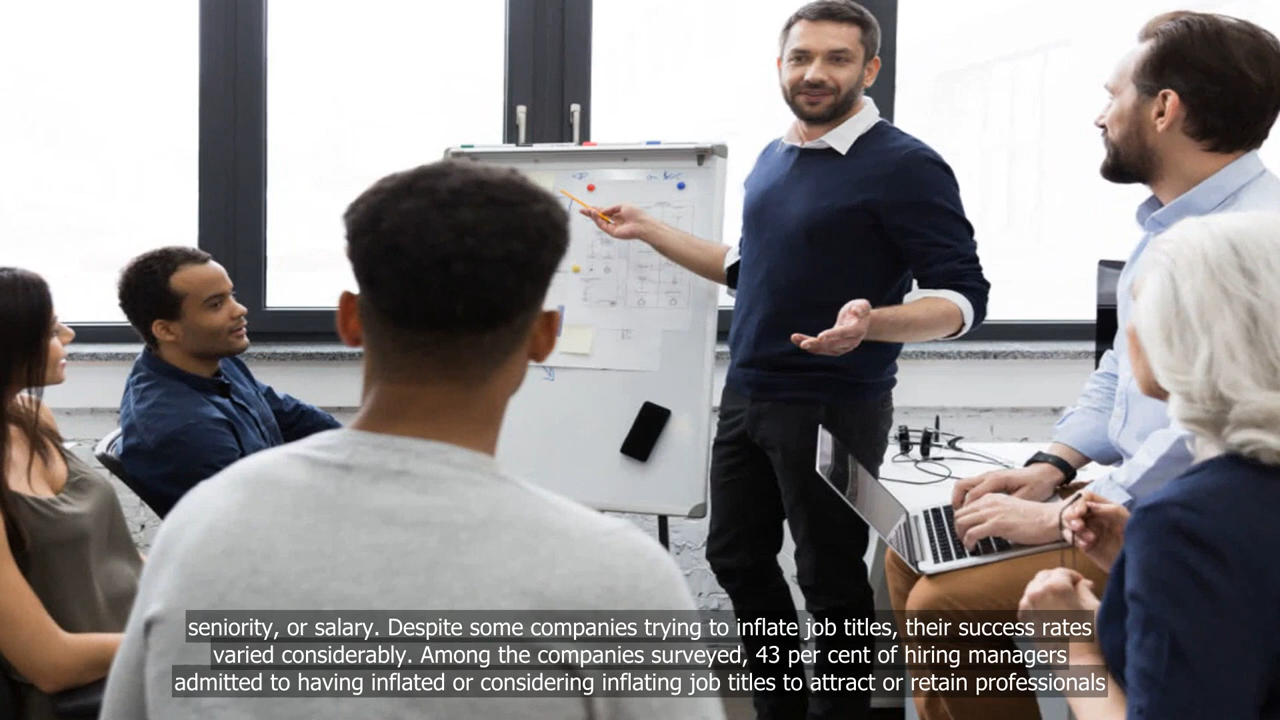 seniority, or salary. Despite some companies trying to inflate job titles, their success rates
varied considerably. Among the companies surveyed, 43 per cent of hiring managers
admitted to having inflated or considering inflating job titles to attract or retain professionals